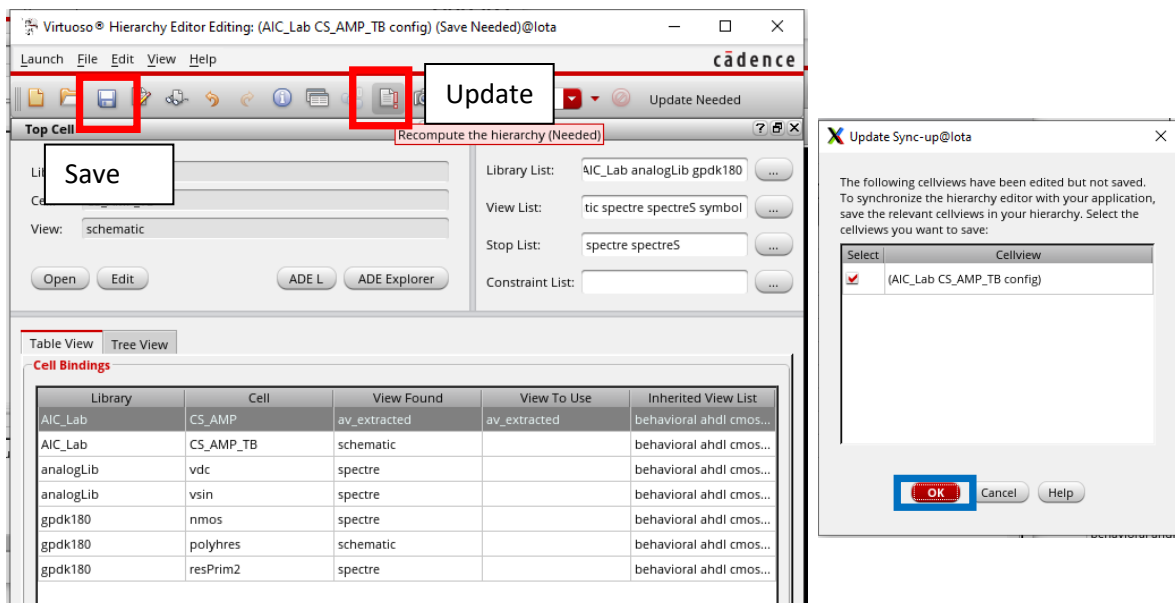 Virtuoso® Hierarchy Editor Editing: (AIC_Lab CS_AMP_TB config) (Save Needed)@Iota
Launch File Edit View Help
cādence
Update
Update Needed
Top Cell
Recompute the hierarchy (Needed)
Save
Library List: AIC_Lab analogLib gpdk180 ...
View List: tic spectre spectreS symbol ...
View: schematic
Stop List: spectre spectreS ...
Open Edit ADE L ADE Explorer
Constraint List: ...
Table View Tree View
Cell Bindings
Library Cell View Found View To Use Inherited View List
AIC_Lab CS_AMP av_extracted av_extracted behavioral ahdl cmos...
AIC_Lab CS_AMP_TB schematic behavioral ahdl cmos...
analogLib vdc spectre behavioral ahdl cmos...
analogLib vsin spectre behavioral ahdl cmos...
gpdk180 nmos spectre behavioral ahdl cmos...
gpdk180 polyhres schematic behavioral ahdl cmos...
gpdk180 resPrim2 spectre behavioral ahdl cmos...
Update Sync-up@Iota
The following cellviews have been edited but not saved.
To synchronize the hierarchy editor with your application,
save the relevant cellviews in your hierarchy. Select the
cellviews you want to save:
Select Cellview
(AIC_Lab CS_AMP_TB config)
OK Cancel Help